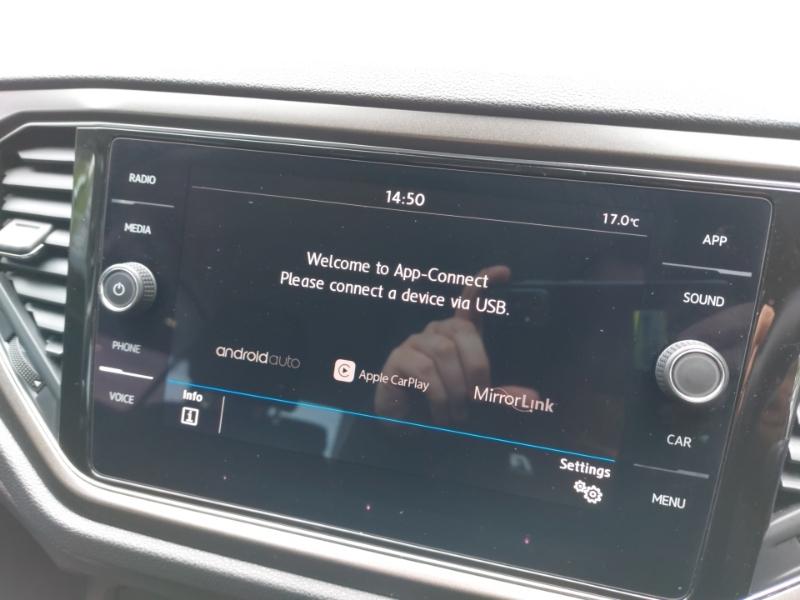 RADIO
14:50
17.0°C
APP
MEDIA
Welcome to App-Connect
Please connect a device via USB.
SOUND
PHONE
androidauto
Apple CarPlay
MirrorLink
VOICE
Info
CAR
Settings
MENU